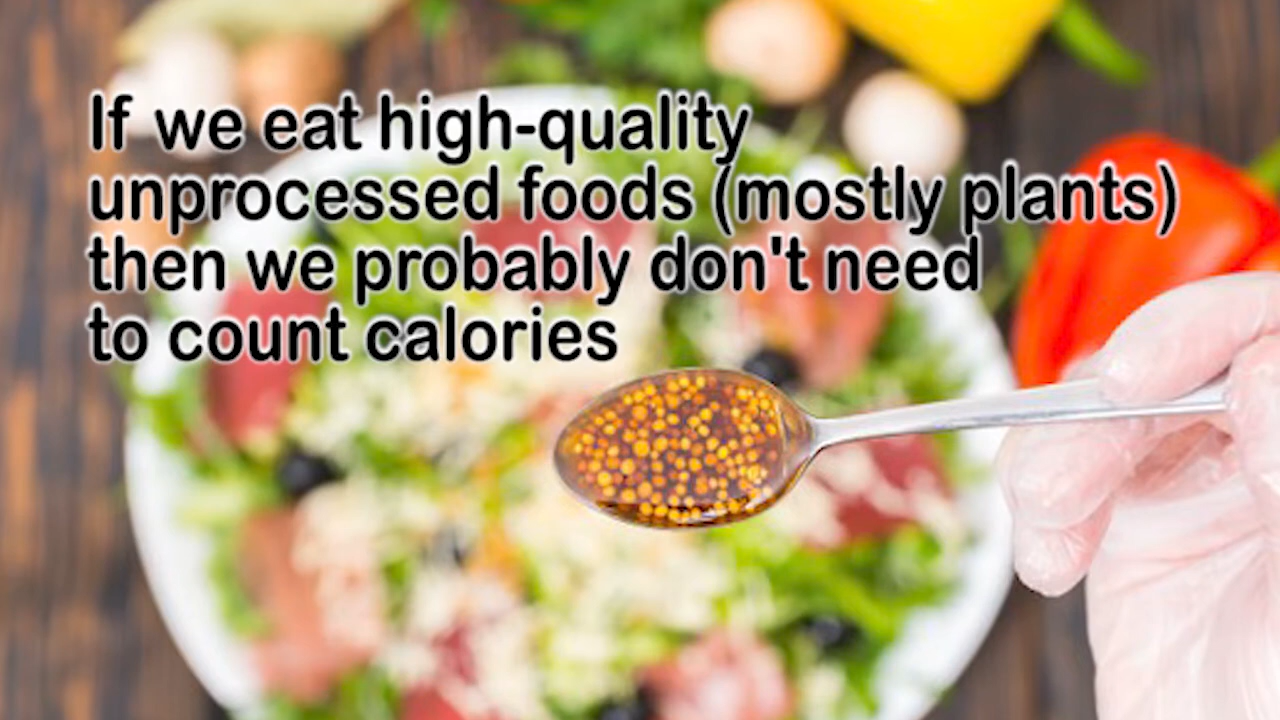 If we eat high-quality
unprocessed foods (mostly plants)
then we probably don't need
to count calories